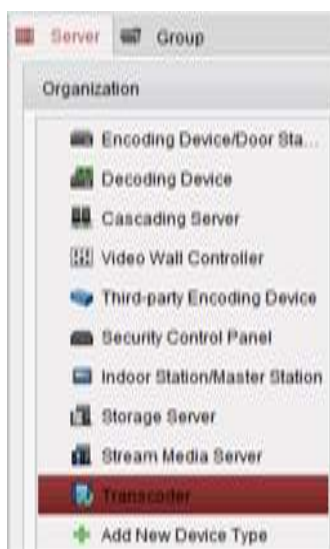 Server Group
Organization
Encoding Device/Door Sta...
Decoding Device
Cascading Server
Video Wall Controller
Third-party Encoding Device
Security Control Panel
Indoor Station/Master Station
Storage Server
Stream Media Server
Transcoder
Add New Device Type